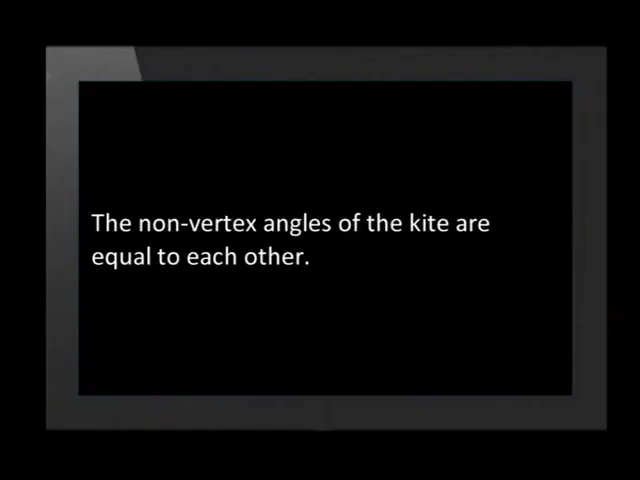 The non-vertex angles of the kite are
equal to each other.